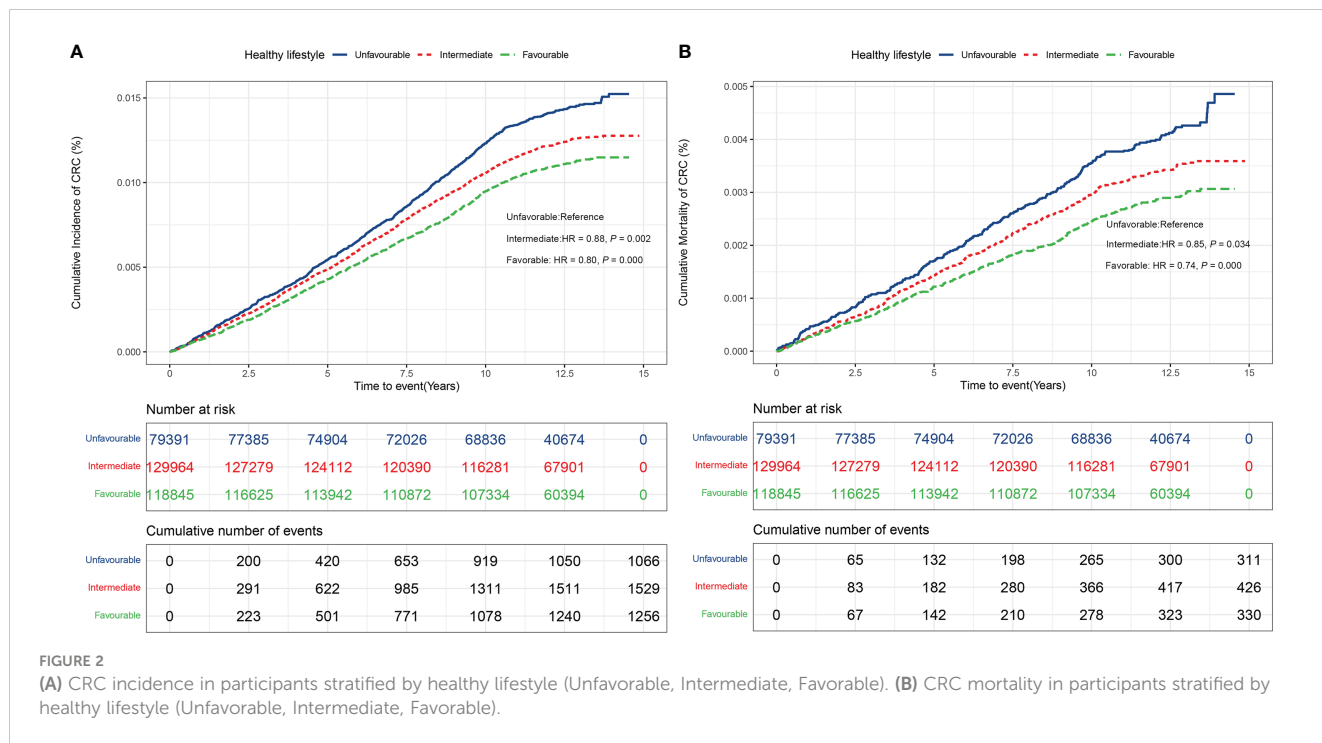 A
Healthy lifestyle Unfavourable Intermediate Favourable
Cumulative Incidence of CRC (%)
0.015
0.010
0.005
0.000
Unfavorable:Reference
Intermediate:HR = 0.88, P = 0.002
Favorable: HR = 0.80, P = 0.000
0 2.5 5 7.5 10 12.5 15
Time to event(Years)
Number at risk
Unfavourable 79391 77385 74904 72026 68836 40674 0
Intermediate 129964 127279 124112 120390 116281 67901 0
Favourable 118845 116625 113942 110872 107334 60394 0
Cumulative number of events
Unfavourable 0 200 420 653 919 1050 1066
Intermediate 0 291 622 985 1311 1511 1529
Favourable 0 223 501 771 1078 1240 1256
B
Healthy lifestyle Unfavourable Intermediate Favourable
Cumulative Mortality of CRC (%)
0.005
0.004
0.003
0.002
0.001
0.000
Unfavorable:Reference
Intermediate:HR = 0.85, P = 0.034
Favorable: HR = 0.74, P = 0.000
0 2.5 5 7.5 10 12.5 15
Time to event(Years)
Number at risk
Unfavourable 79391 77385 74904 72026 68836 40674 0
Intermediate 129964 127279 124112 120390 116281 67901 0
Favourable 118845 116625 113942 110872 107334 60394 0
Cumulative number of events
Unfavourable 0 65 132 198 265 300 311
Intermediate 0 83 182 280 366 417 426
Favourable 0 67 142 210 278 323 330
FIGURE 2
(A) CRC incidence in participants stratified by healthy lifestyle (Unfavorable, Intermediate, Favorable). (B) CRC mortality in participants stratified by
healthy lifestyle (Unfavorable, Intermediate, Favorable).